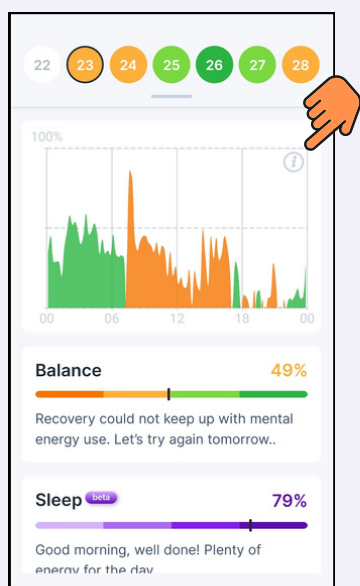 22 23 24 25 26 27 28
100%
i
00 06 12 18 00
Balance 49%
Recovery could not keep up with mental
energy use. Let's try again tomorrow..
Sleep beta 79%
Good morning, well done! Plenty of
energy for the day